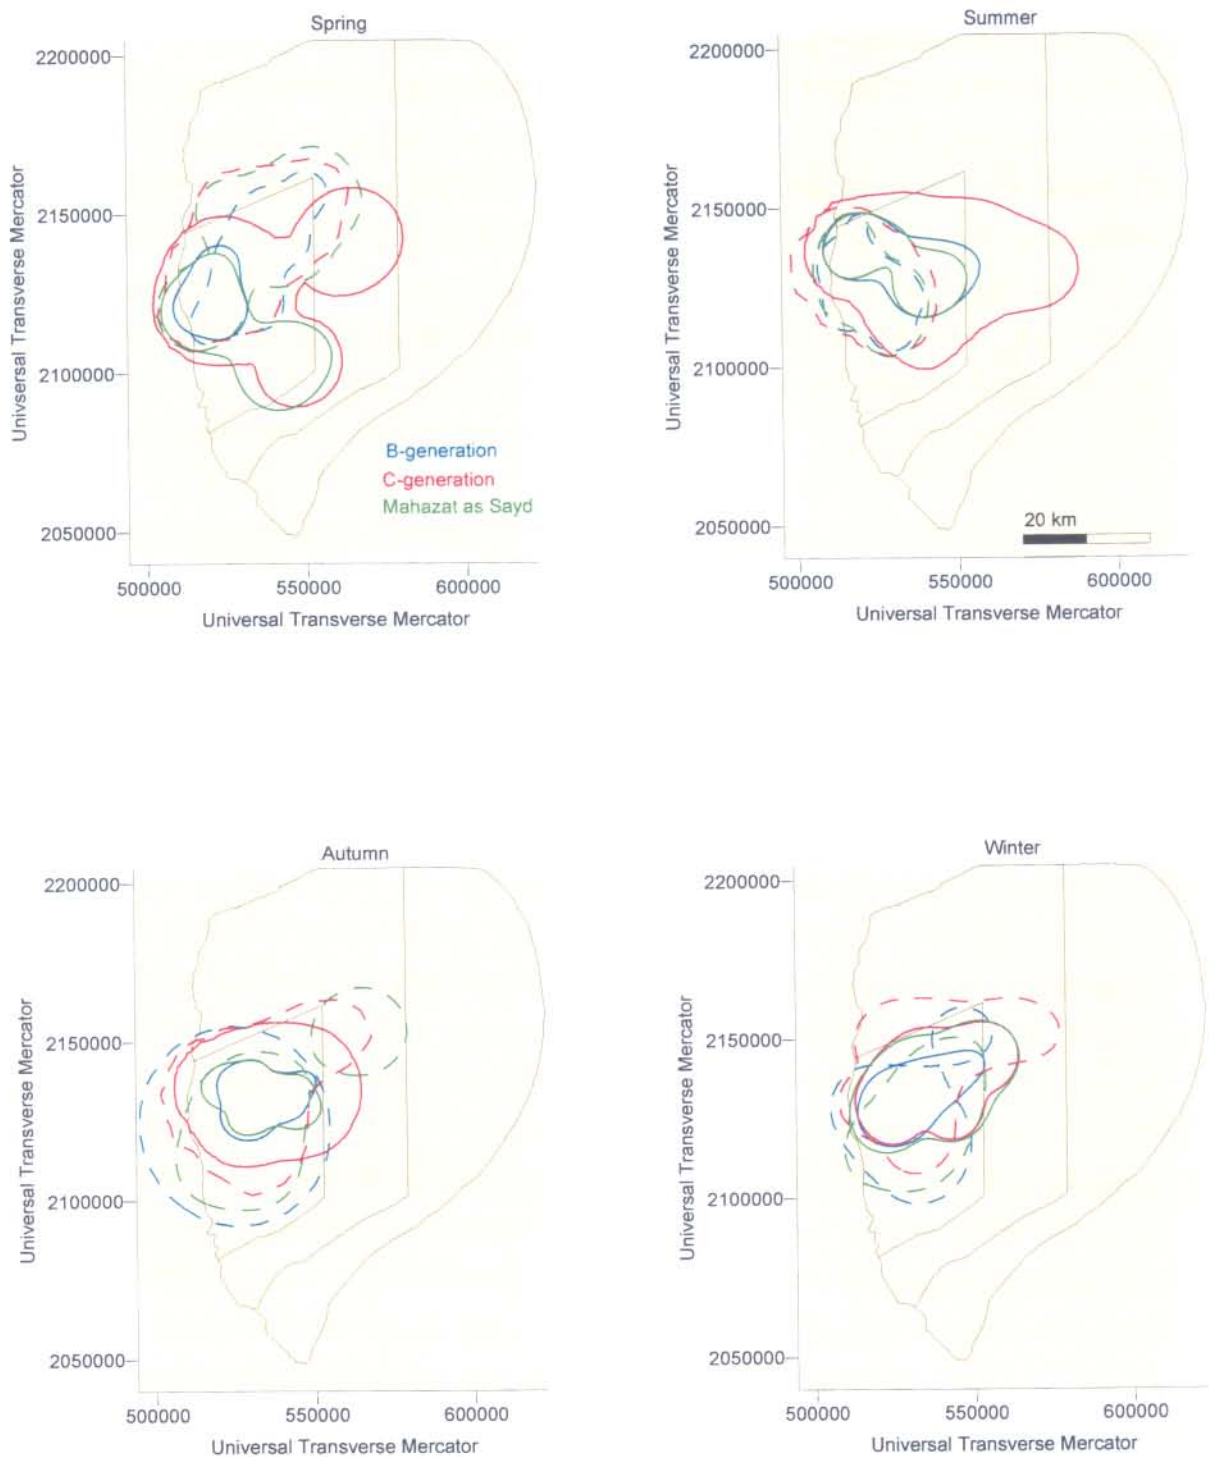 Spring
2200000
2150000
2100000
2050000
Univsersal Transverse Mercator
B-generation
C-generation
Mahazat as Sayd
500000 550000 600000
Universal Transverse Mercator
Summer
2200000
2150000
2100000
2050000
Universal Transverse Mercator
20 km
500000 550000 600000
Universal Transverse Mercator
Autumn
2200000
2150000
2100000
2050000
Universal Transverse Mercator
500000 550000 600000
Universal Transverse Mercator
Winter
2200000
2150000
2100000
2050000
Universal Transverse Mercator
500000 550000 600000
Universal Transverse Mercator